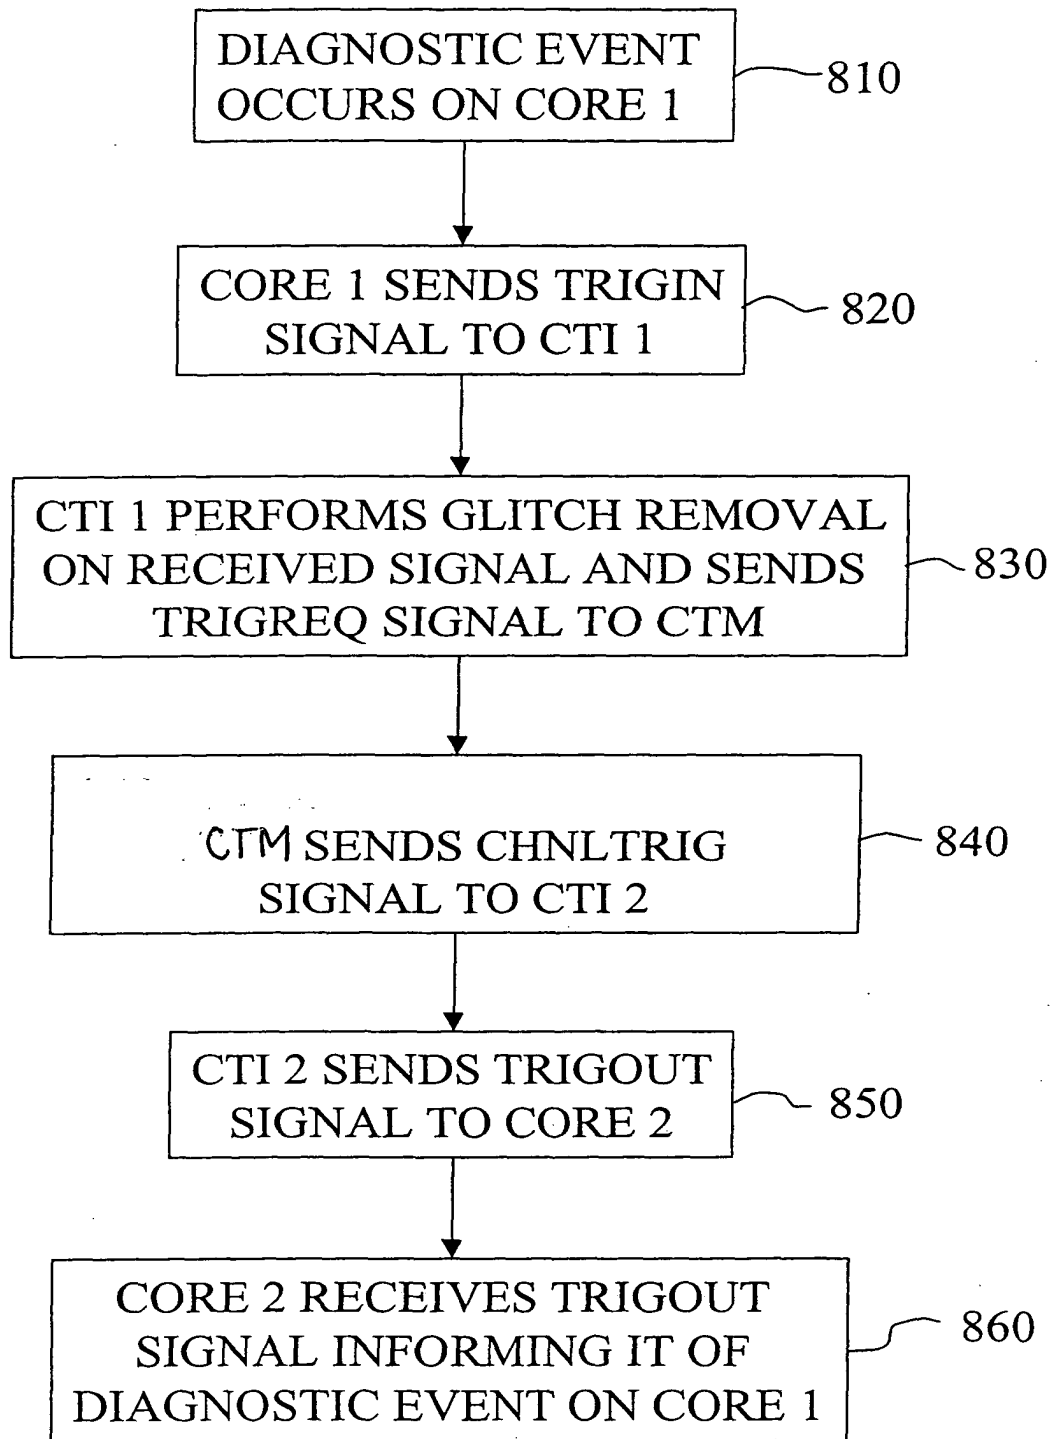 DIAGNOSTIC EVENT
OCCURS ON CORE 1
810
CORE 1 SENDS TRIGIN
SIGNAL TO CTI 1
820
CTI 1 PERFORMS GLITCH REMOVAL
ON RECEIVED SIGNAL AND SENDS
TRIGREQ SIGNAL TO CTM
830
CTM SENDS CHNLTRIG
SIGNAL TO CTI 2
840
CTI 2 SENDS TRIGOUT
SIGNAL TO CORE 2
850
CORE 2 RECEIVES TRIGOUT
SIGNAL INFORMING IT OF
DIAGNOSTIC EVENT ON CORE 1
860